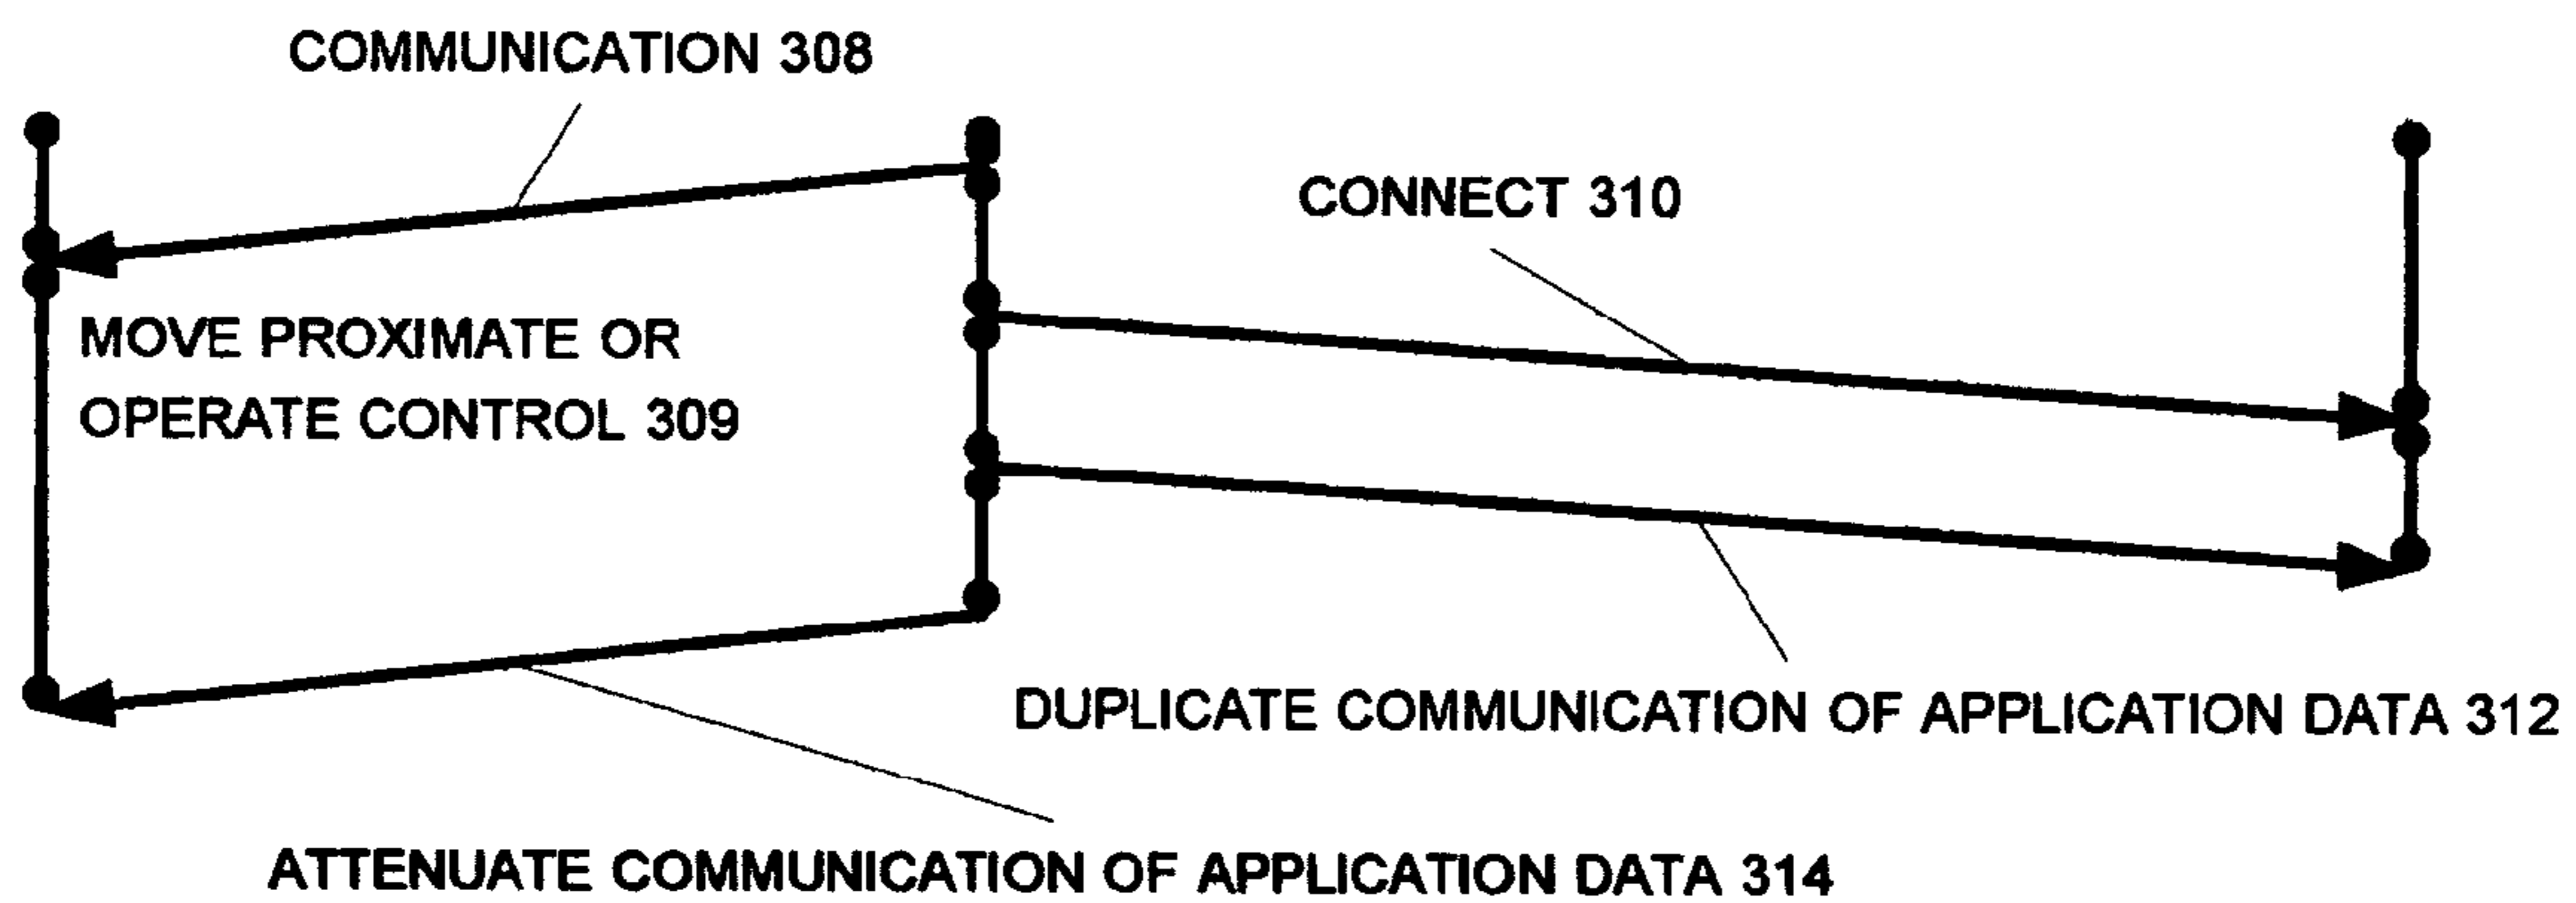 COMMUNICATION 308
CONNECT 310
MOVE PROXIMATE OR
OPERATE CONTROL 309
DUPLICATE COMMUNICATION OF APPLICATION DATA 312
ATTENUATE COMMUNICATION OF APPLICATION DATA 314